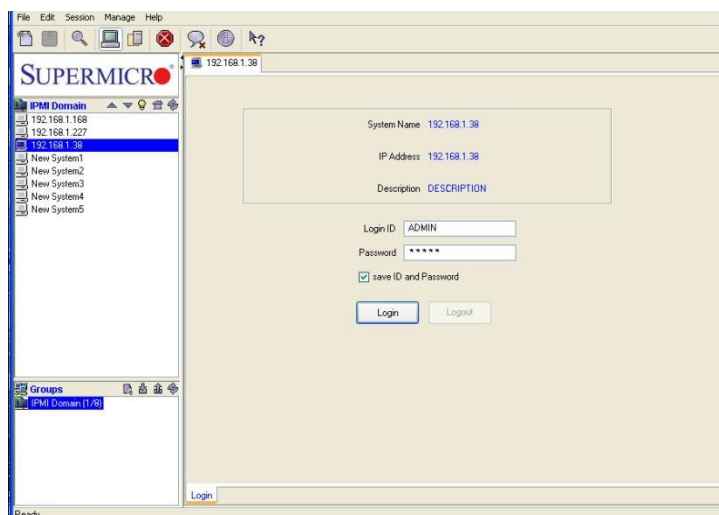 File Edit Session Manage Help
SUPERMICRO
192.168.1.38
IPMI Domain
192.168.1.168
192.168.1.227
192.168.1.38
New System1
New System2
New System3
New System4
New System5
System Name 192.168.1.38
IP Address 192.168.1.38
Description DESCRIPTION
Login ID ADMIN
Password *****
save ID and Password
Login Logout
Groups
IPMI Domain (1/8)
Login
Ready